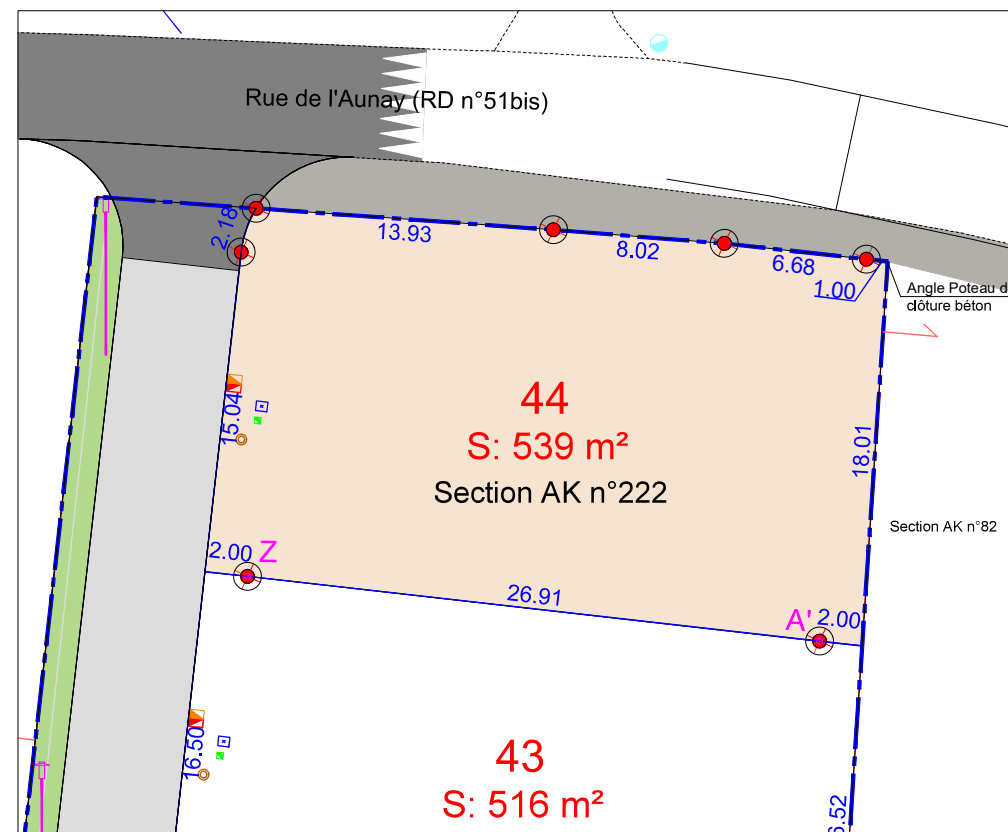 Rue de l'Aunay (RD n°51bis)
2.18
13.93
8.02
6.68
1.00
Angle Poteau d
clôture béton
44
S: 539 m²
Section AK n°222
15.04
18.01
Section AK n°82
2.00
Z
26.91
A'
2.00
16.50
43
S: 516 m²